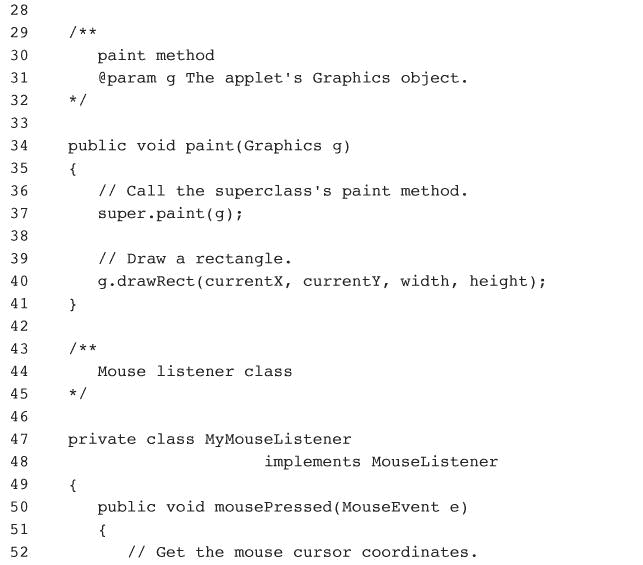 28
29    /**
30       paint method
31       @param g The applet's Graphics object.
32    */
33
34    public void paint(Graphics g)
35    {
36       // Call the superclass's paint method.
37       super.paint(g);
38
39       // Draw a rectangle.
40       g.drawRect(currentX, currentY, width, height);
41    }
42
43    /**
44       Mouse listener class
45    */
46
47    private class MyMouseListener
48                        implements MouseListener
49    {
50       public void mousePressed(MouseEvent e)
51       {
52          // Get the mouse cursor coordinates.